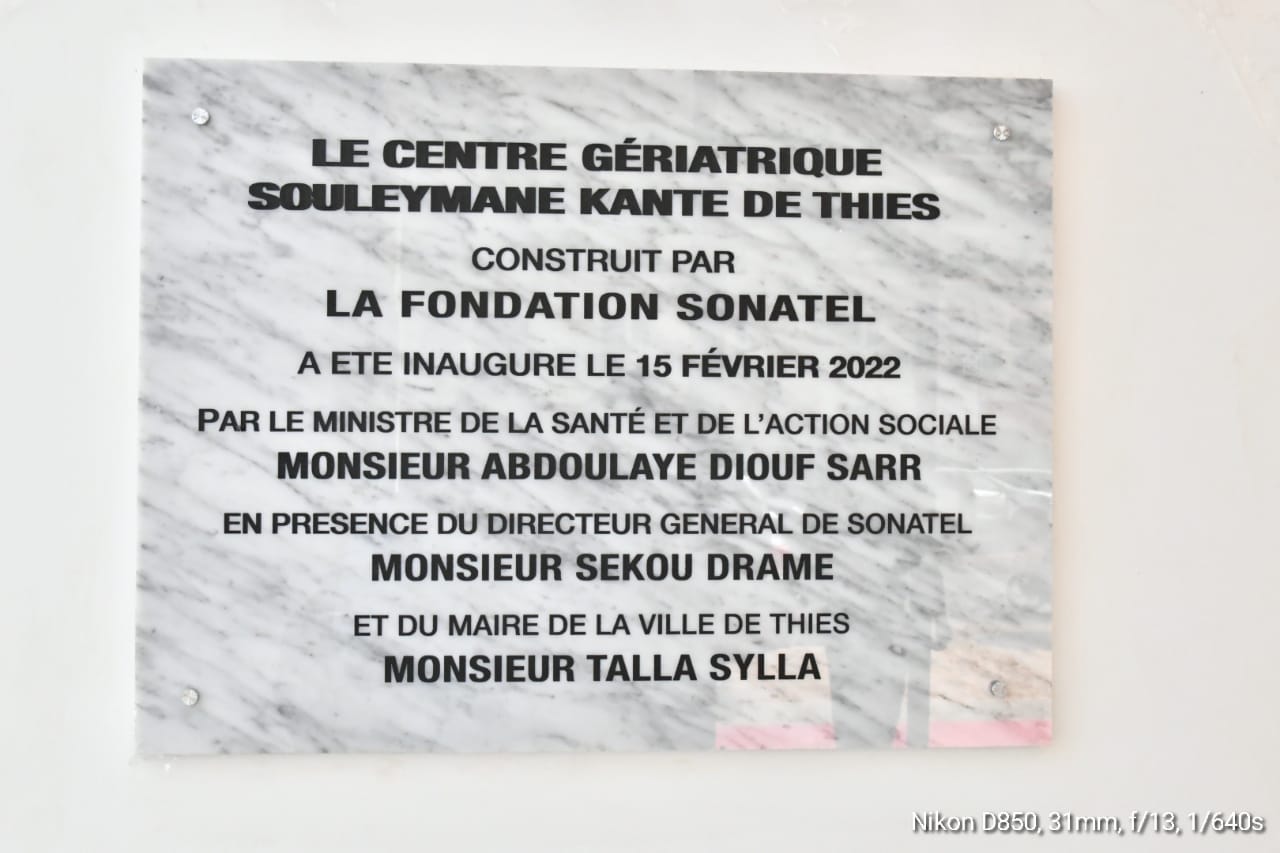 LE CENTRE GÉRIATRIQUE
SOULEYMANE KANTE DE THIES
CONSTRUIT PAR
LA FONDATION SONATEL
A ETE INAUGURE LE 15 FÉVRIER 2022
PAR LE MINISTRE DE LA SANTÉ ET DE L'ACTION SOCIALE
MONSIEUR ABDOULAYE DIOUF SARR
EN PRESENCE DU DIRECTEUR GENERAL DE SONATEL
MONSIEUR SEKOU DRAME
ET DU MAIRE DE LA VILLE DE THIES
MONSIEUR TALLA SYLLA
Nikon D850, 31mm, f/13, 1/640s